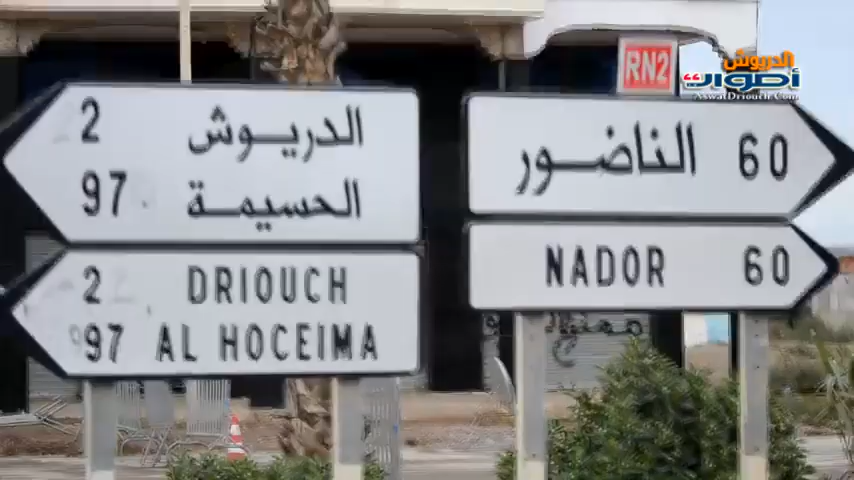 RN2
الدريوش
أصوات
AswatDriouch.Com
2 الدريوش
97 الحسيمة
2 DRIOUCH
97 AL HOCEIMA
الناضور 60
NADOR 60